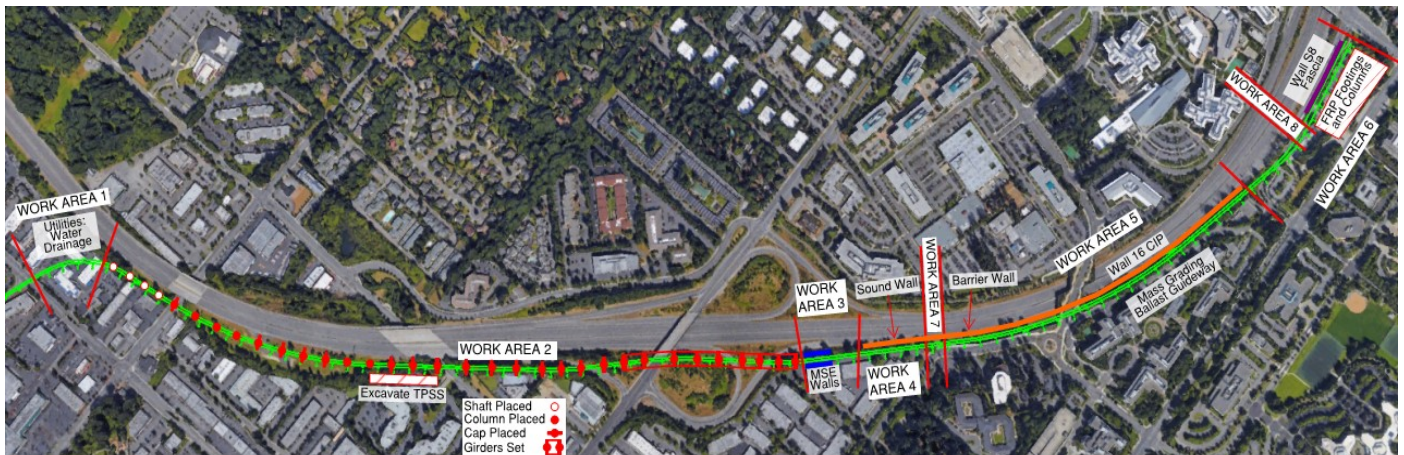 WORK AREA 1
Utilities:
Water
Drainage
WORK AREA 2
Excavate TPSS
Shaft Placed
Column Placed
Cap Placed
Girders Set
WORK
AREA 3
MSE
Walls
Sound Wall
WORK
AREA 4
WORK
AREA 7
Barrier Wall
WORK AREA 5
Wall 16 CIP
Mass Grading
Ballast Guideway
WORK AREA 8
Wall S8
Fascia
FRP Footings
and Columns
WORK AREA 6